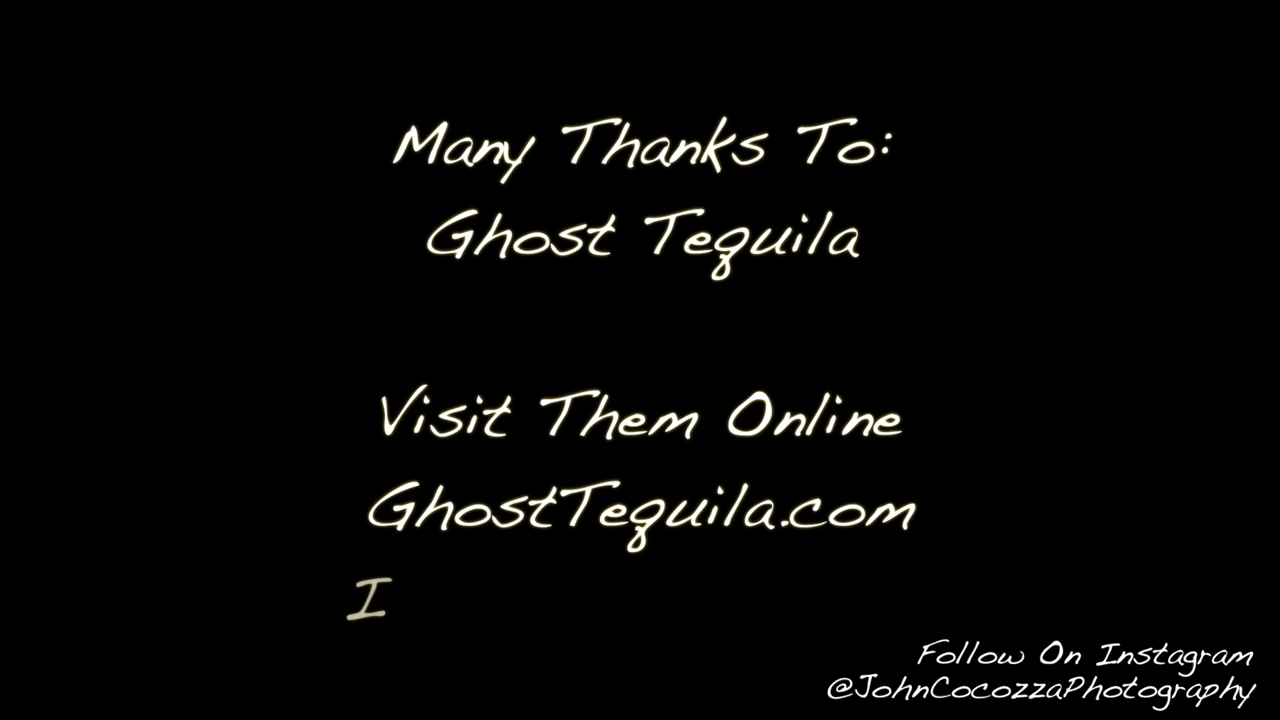 Many Thanks To:
Ghost Tequila
Visit Them Online
GhostTequila.com
I
Follow On Instagram
@JohnCocozzaPhotography